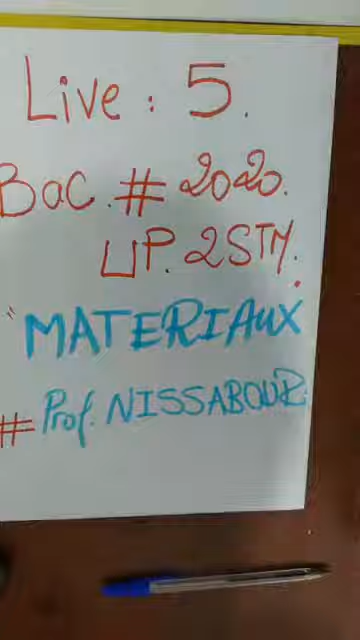 Live : 5.
Bac. # 2020.
UP. 2STM.
" MATERIAUX
# Prof. NISSABOUR